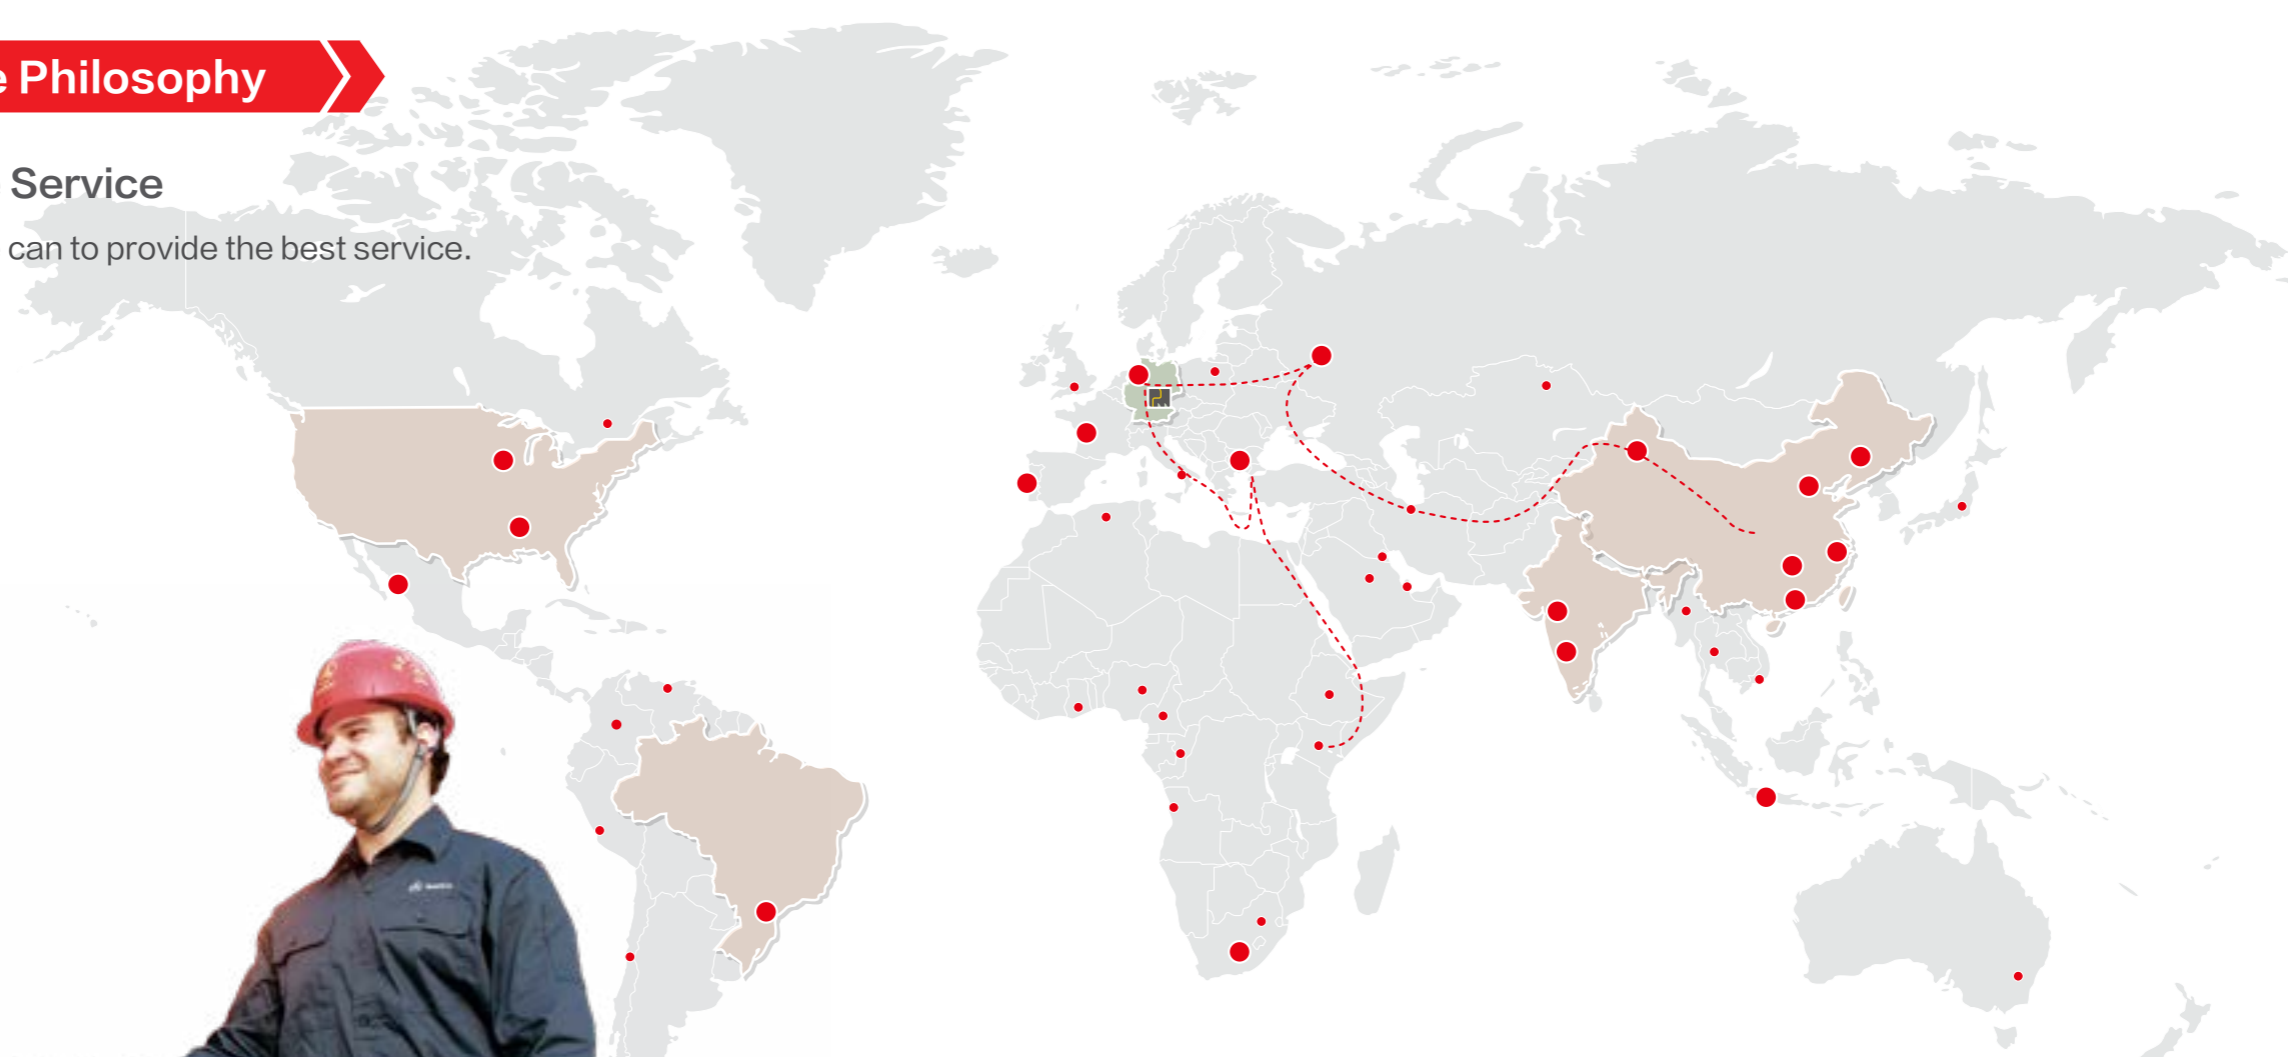 e Philosophy
Service
can to provide the best service.